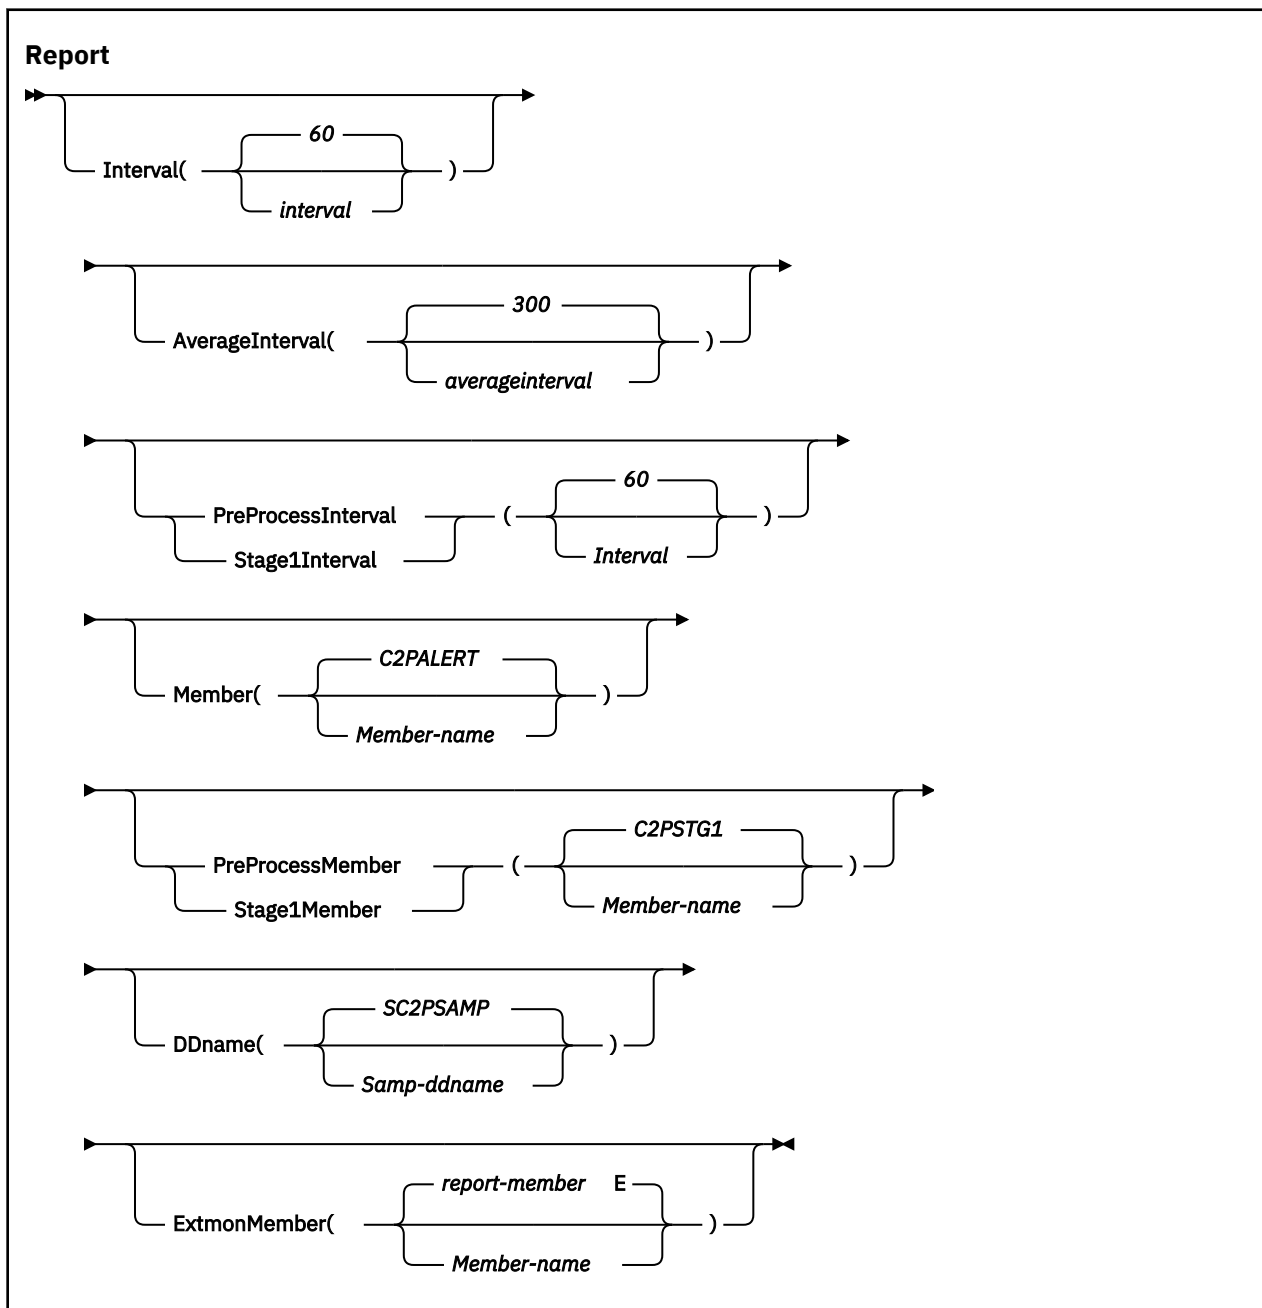 Report
60
Interval( )
interval
300
AverageInterval( )
averageinterval
60
PreProcessInterval ( )
Stage1Interval
Interval
C2PALERT
Member( )
Member-name
C2PSTG1
PreProcessMember ( )
Stage1Member
Member-name
SC2PSAMP
DDname( )
Samp-ddname
report-member E
ExtmonMember( )
Member-name